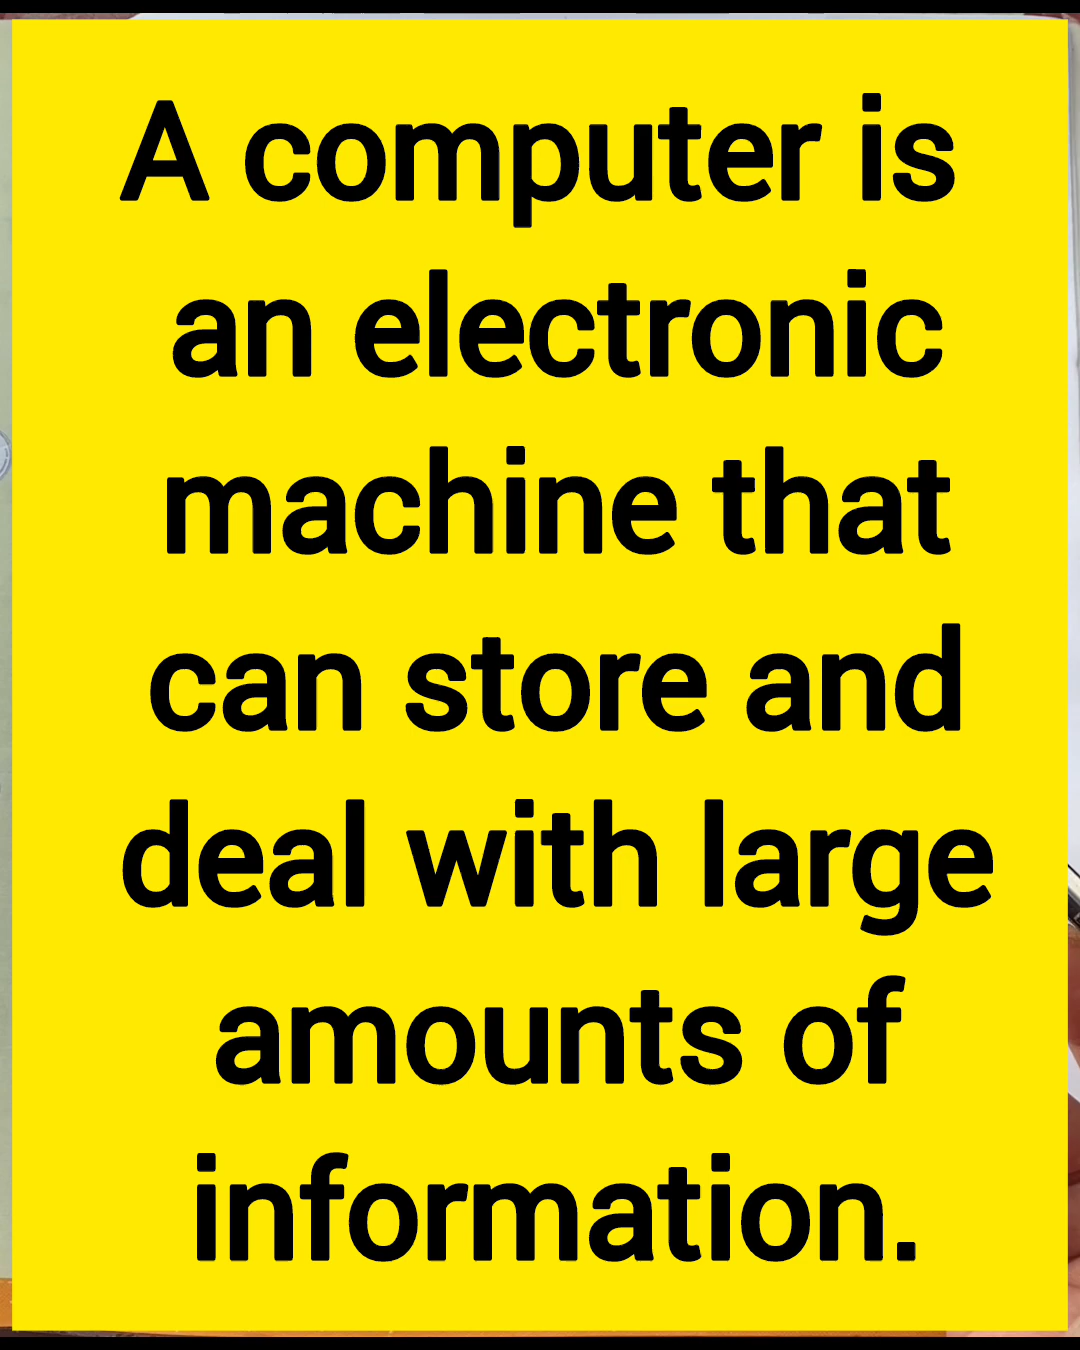 A computer is
an electronic
machine that
can store and
deal with large
amounts of
information.